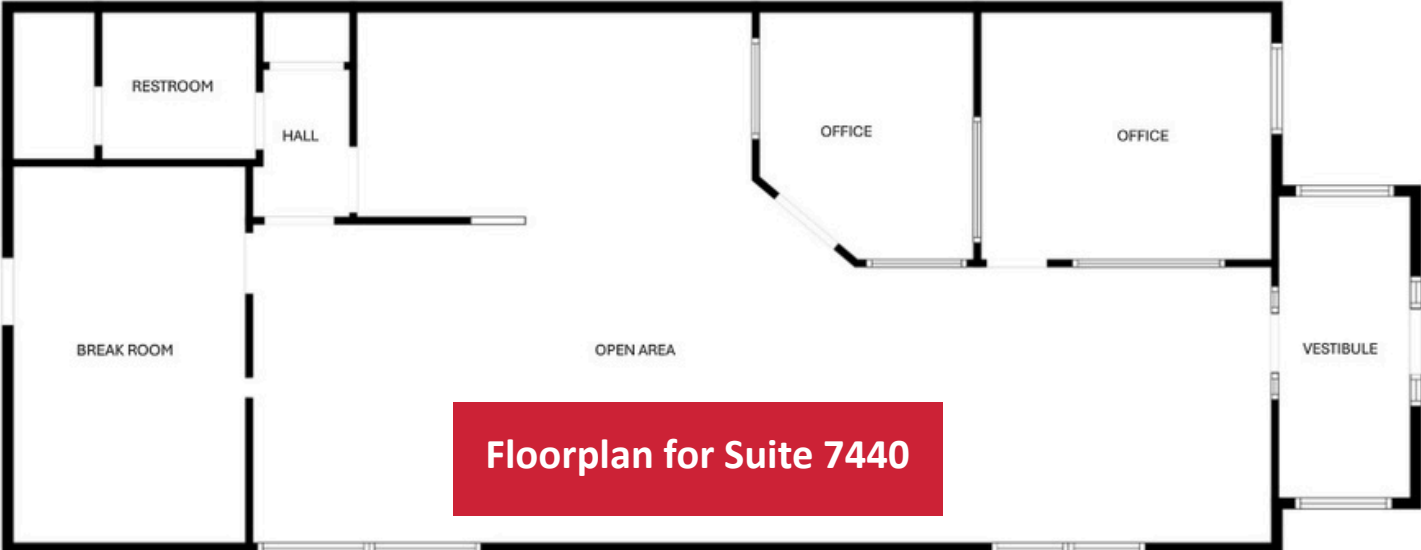 RESTROOM
HALL
OFFICE
OFFICE
BREAK ROOM
OPEN AREA
VESTIBULE
Floorplan for Suite 7440